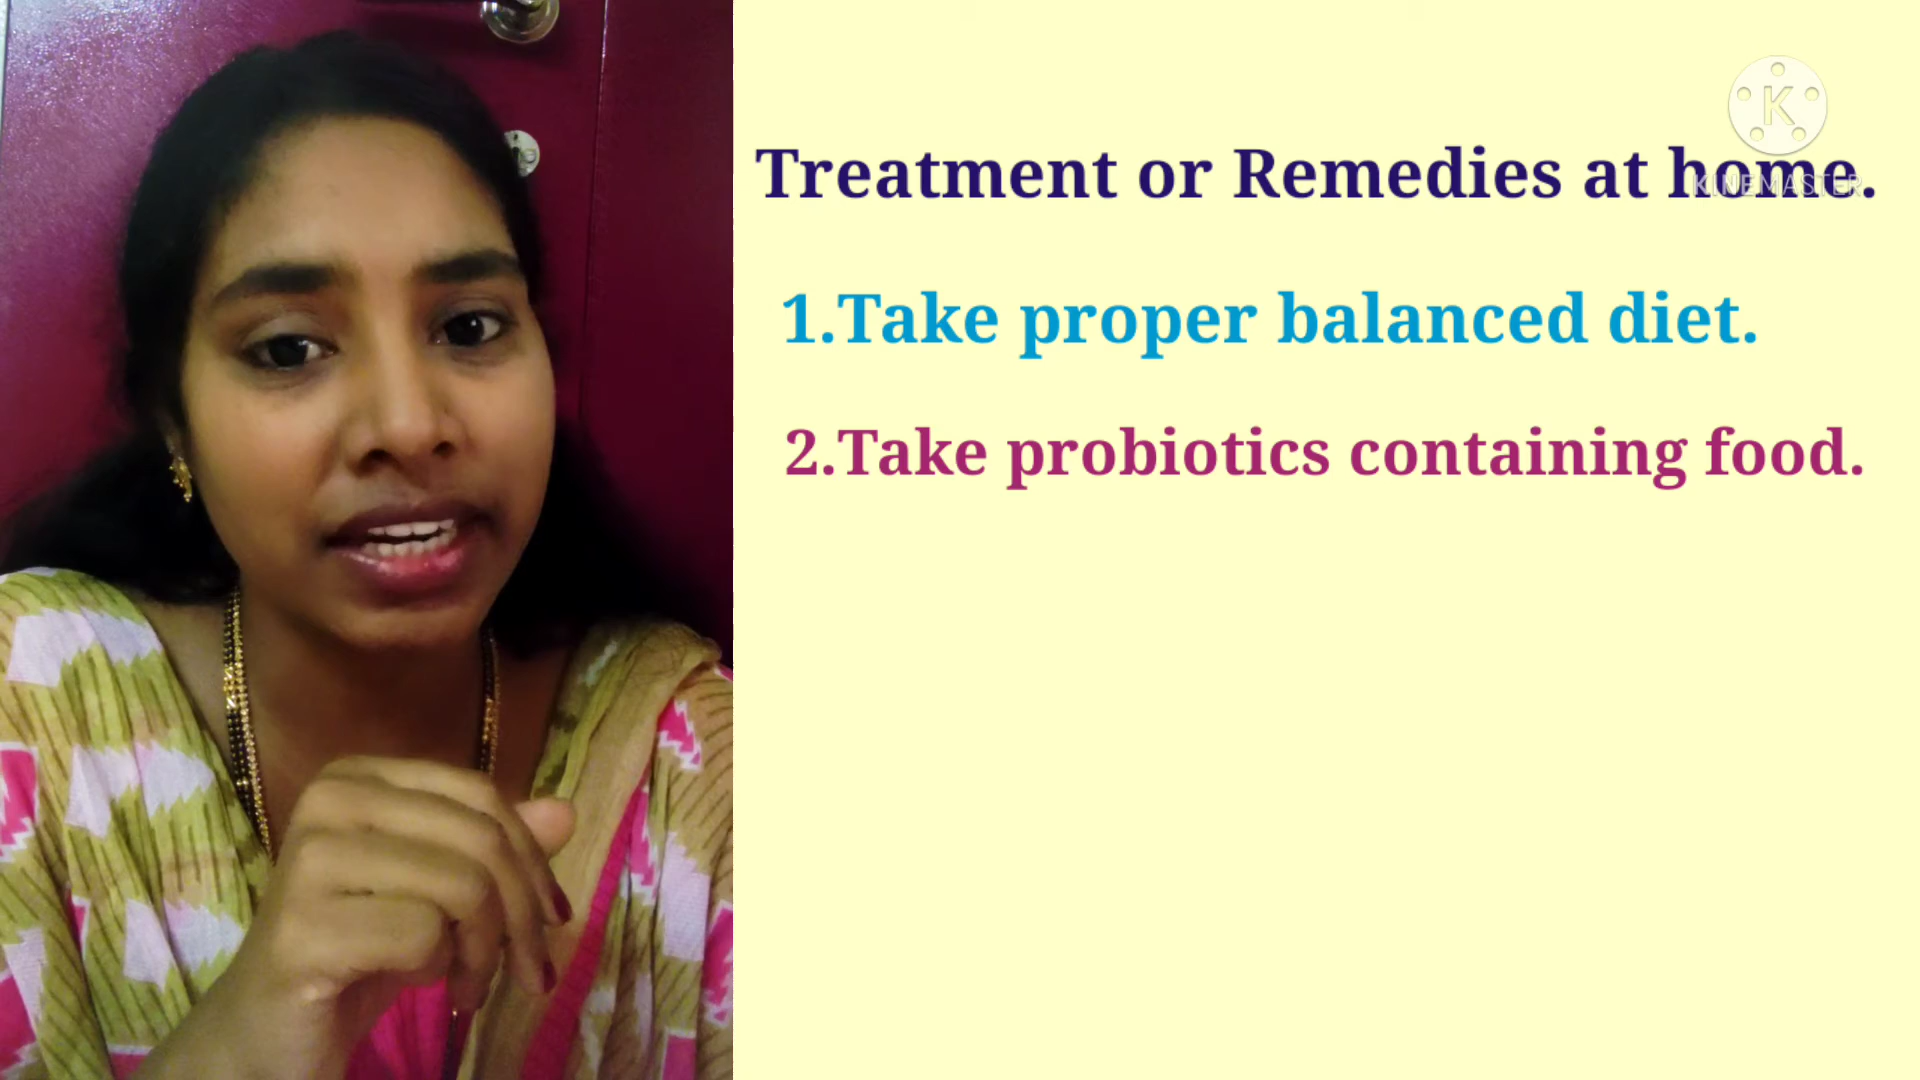 K
KINEMASTER
Treatment or Remedies at home.
1.Take proper balanced diet.
2.Take probiotics containing food.